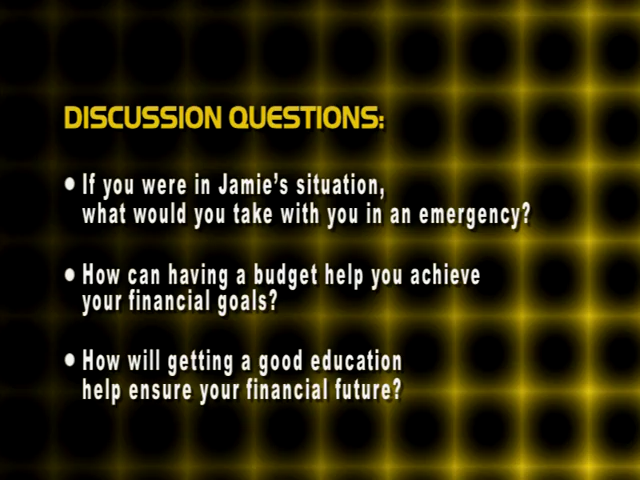 DISCUSSION QUESTIONS:
• If you were in Jamie's situation,
what would you take with you in an emergency?
• How can having a budget help you achieve
your financial goals?
• How will getting a good education
help ensure your financial future?